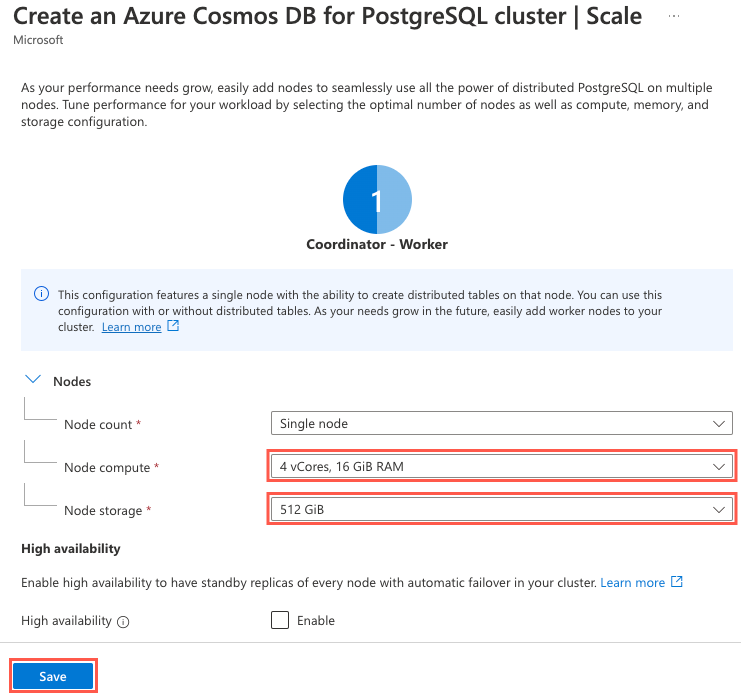 Create an Azure Cosmos DB for PostgreSQL cluster | Scale ...
Microsoft
As your performance needs grow, easily add nodes to seamlessly use all the power of distributed PostgreSQL on multiple
nodes. Tune performance for your workload by selecting the optimal number of nodes as well as compute, memory, and
storage configuration.
1
Coordinator - Worker
This configuration features a single node with the ability to create distributed tables on that node. You can use this
configuration with or without distributed tables. As your needs grow in the future, easily add worker nodes to your
cluster. Learn more
Nodes
Node count * Single node
Node compute * 4 vCores, 16 GiB RAM
Node storage * 512 GiB
High availability
Enable high availability to have standby replicas of every node with automatic failover in your cluster. Learn more
High availability Enable
Save